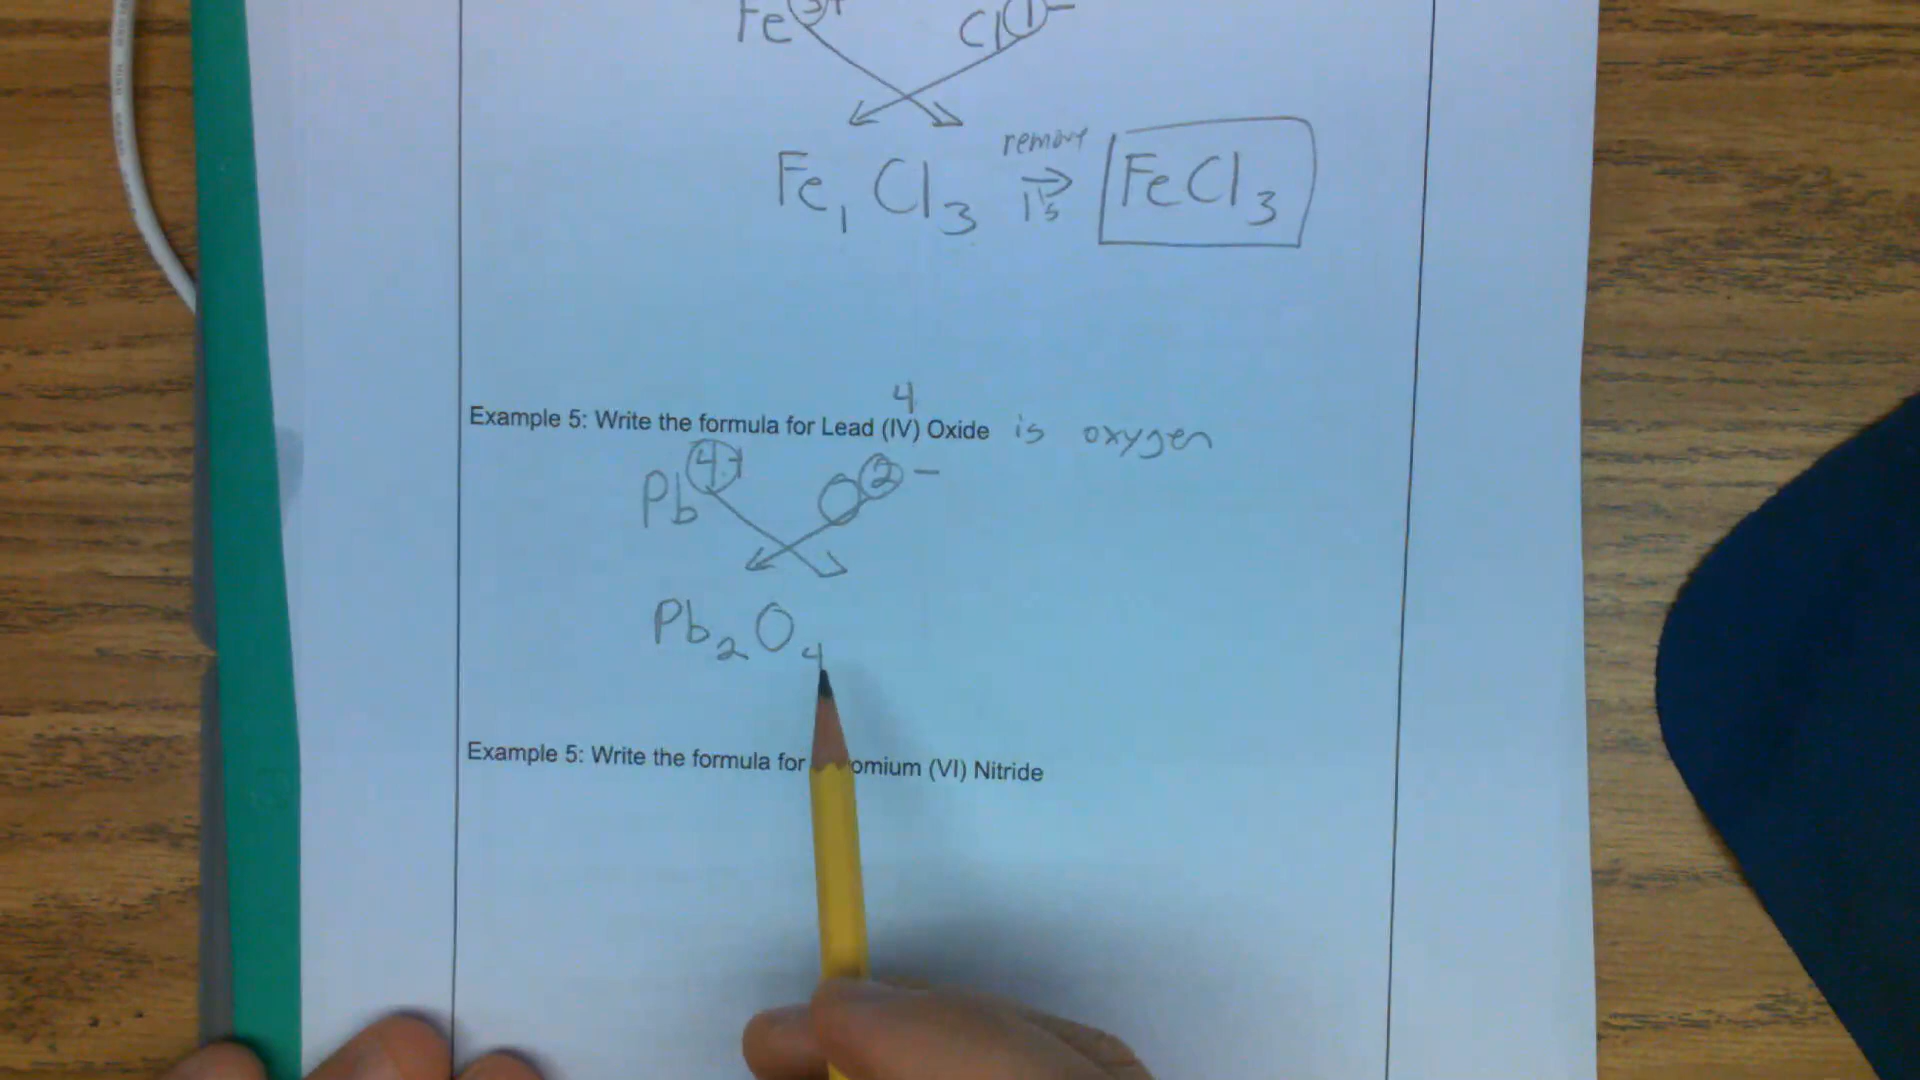 Fe 3+ Cl 1−
remove
Fe1 Cl3 ⇒ FeCl3
1's
4
Example 5: Write the formula for Lead (IV) Oxide is oxygen
Pb 4+ O 2 −
Pb2O4
Example 5: Write the formula for omium (VI) Nitride